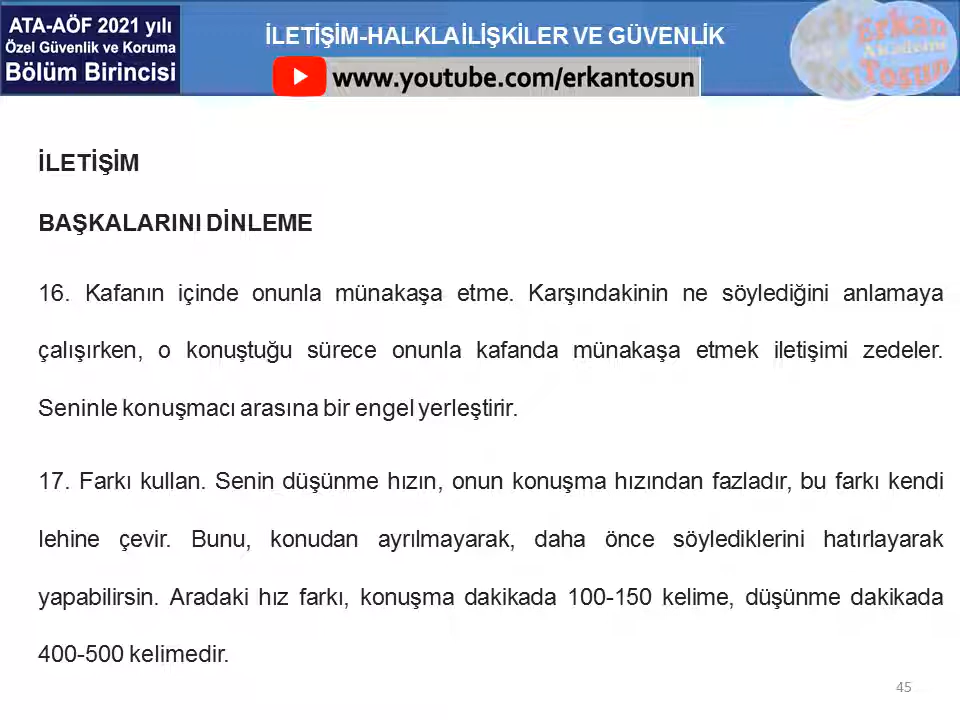 ATA-AÖF 2021 yılı
Özel Güvenlik ve Koruma
Bölüm Birincisi
İLETİŞİM-HALKLA İLİŞKİLER VE GÜVENLİK
www.youtube.com/erkantosun
Erkan
Akademi
Tosun
İLETİŞİM
BAŞKALARINI DİNLEME
16. Kafanın içinde onunla münakaşa etme. Karşındakinin ne söylediğini anlamaya
çalışırken, o konuştuğu sürece onunla kafanda münakaşa etmek iletişimi zedeler.
Seninle konuşmacı arasına bir engel yerleştirir.
17. Farkı kullan. Senin düşünme hızın, onun konuşma hızından fazladır, bu farkı kendi
lehine çevir. Bunu, konudan ayrılmayarak, daha önce söylediklerini hatırlayarak
yapabilirsin. Aradaki hız farkı, konuşma dakikada 100-150 kelime, düşünme dakikada
400-500 kelimedir.
45